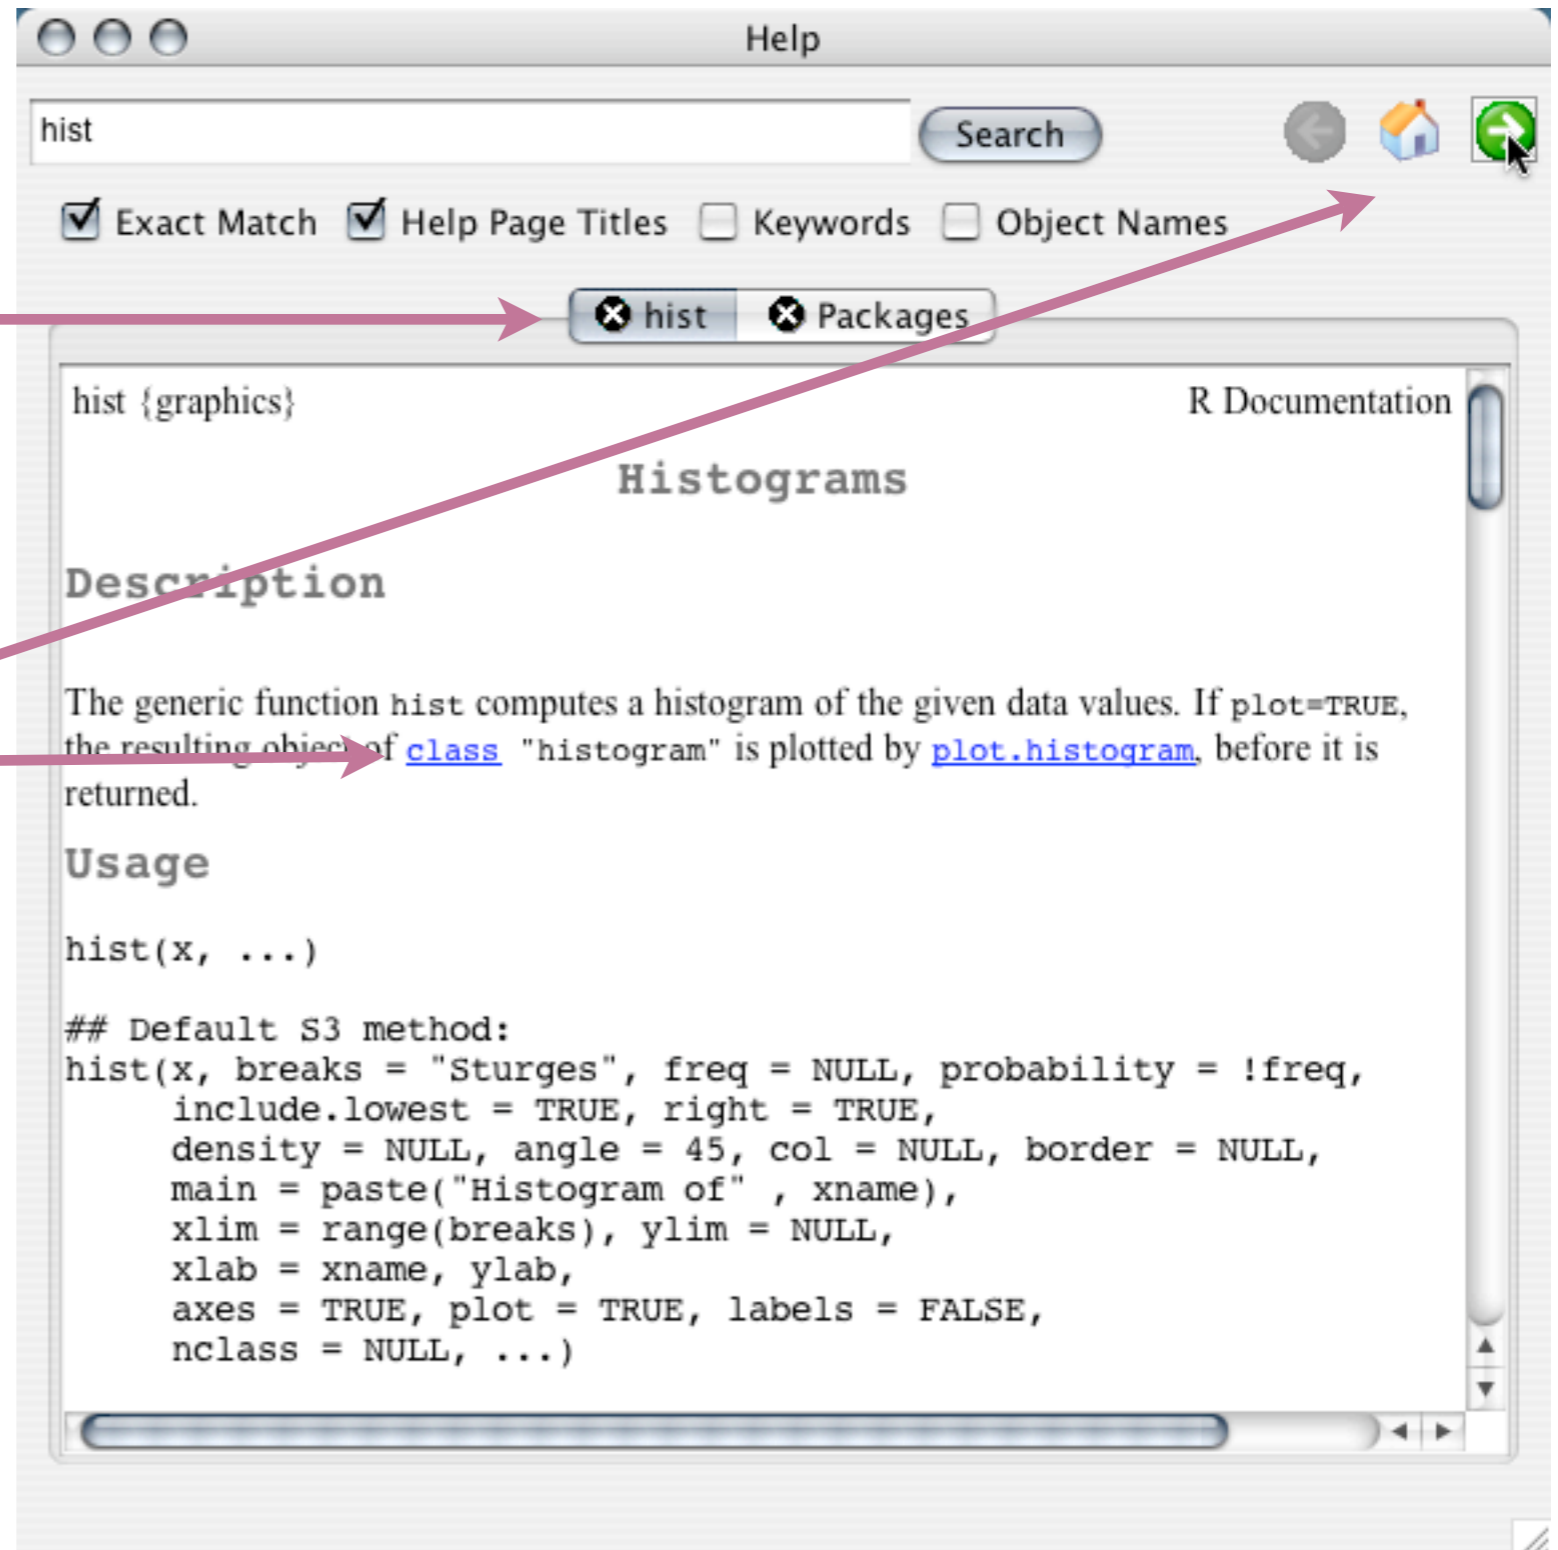 Help
hist
Search
Exact Match Help Page Titles Keywords Object Names
hist Packages
hist {graphics} R Documentation
Histograms
Description
The generic function hist computes a histogram of the given data values. If plot=TRUE,
the resulting object of class "histogram" is plotted by plot.histogram, before it is
returned.
Usage
hist(x, ...)
## Default S3 method:
hist(x, breaks = "Sturges", freq = NULL, probability = !freq,
include.lowest = TRUE, right = TRUE,
density = NULL, angle = 45, col = NULL, border = NULL,
main = paste("Histogram of" , xname),
xlim = range(breaks), ylim = NULL,
xlab = xname, ylab,
axes = TRUE, plot = TRUE, labels = FALSE,
nclass = NULL, ...)